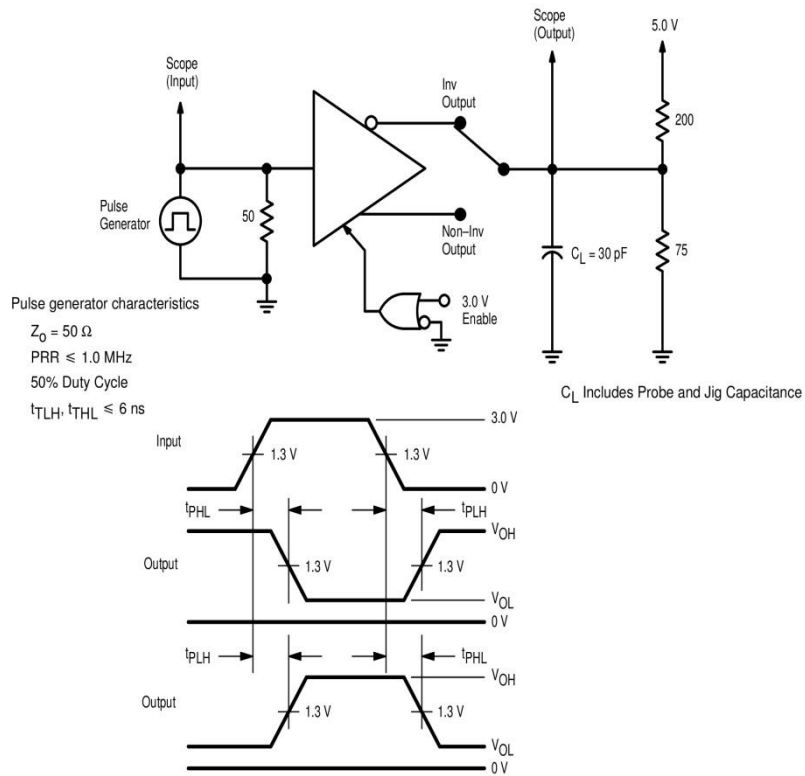 Scope
(Output)
5.0 V
Scope
(Input)
Inv
Output
200
Pulse
Generator
50
Non–Inv
Output
C_L = 30 pF
75
3.0 V
Enable
Pulse generator characteristics
Z_o = 50 Ω
PRR ≤ 1.0 MHz
50% Duty Cycle
t_TLH, t_THL ≤ 6 ns
C_L Includes Probe and Jig Capacitance
3.0 V
Input
1.3 V
1.3 V
0 V
t_PHL
t_PLH
V_OH
Output
1.3 V
1.3 V
V_OL
0 V
t_PLH
t_PHL
V_OH
Output
1.3 V
1.3 V
V_OL
0 V